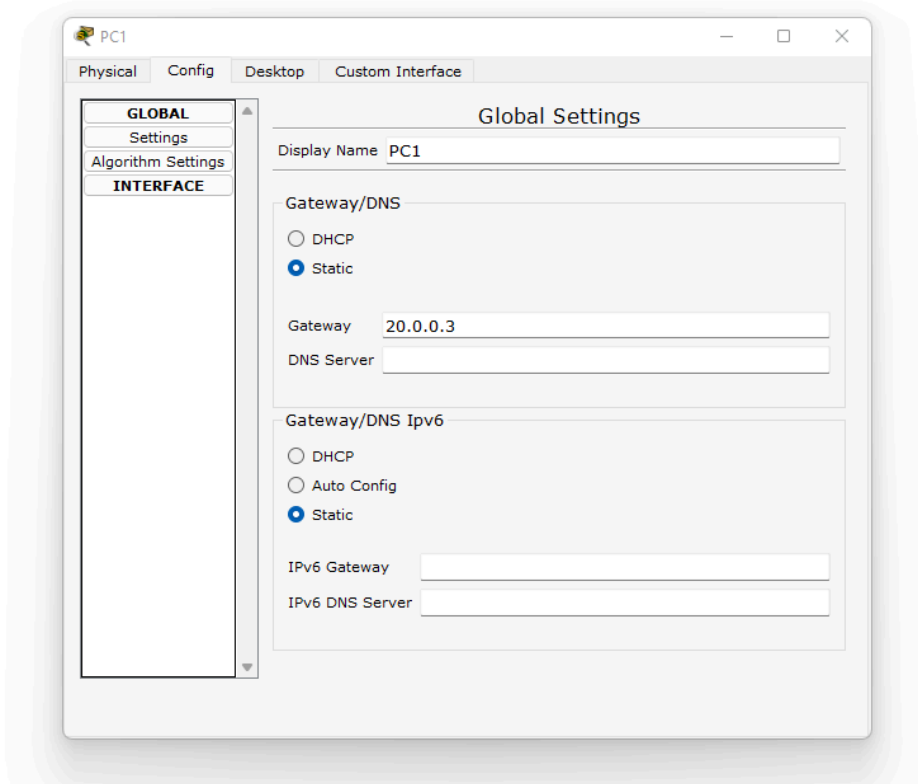 PC1
Physical Config Desktop Custom Interface
GLOBAL
Settings
Algorithm Settings
INTERFACE
Global Settings
Display Name PC1
Gateway/DNS
DHCP
Static
Gateway 20.0.0.3
DNS Server
Gateway/DNS Ipv6
DHCP
Auto Config
Static
IPv6 Gateway
IPv6 DNS Server